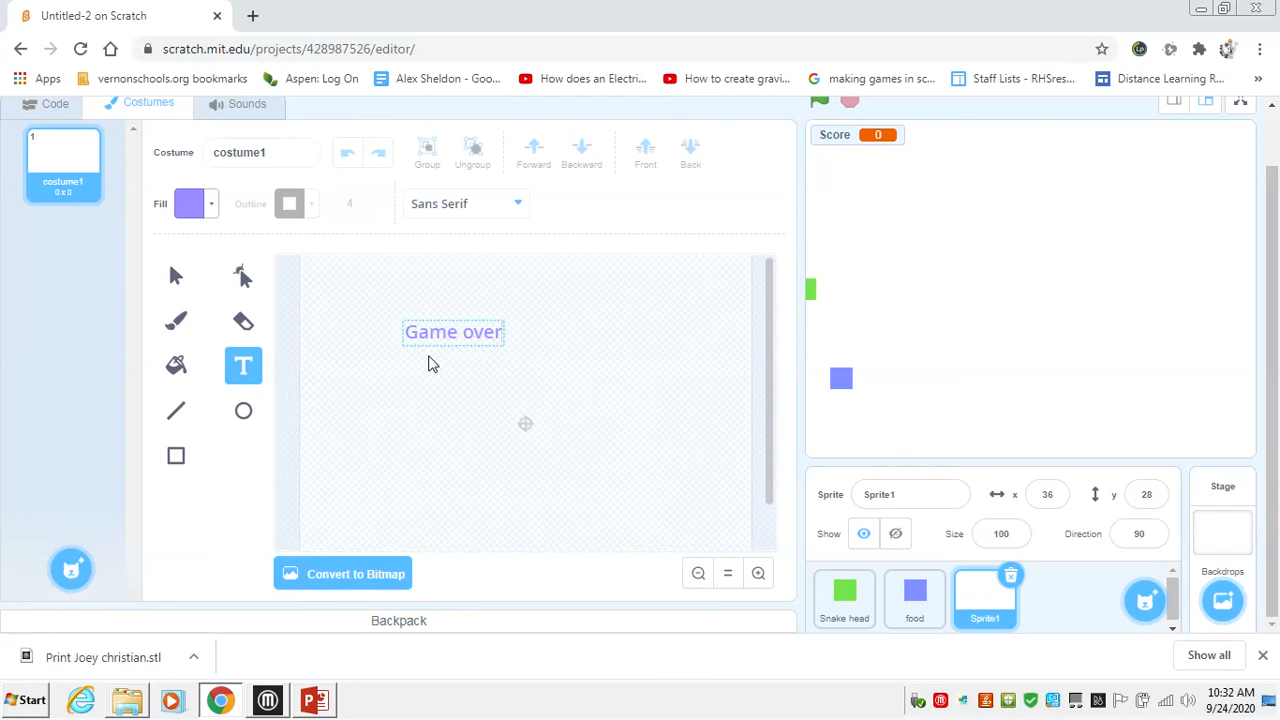 Untitled-2 on Scratch
scratch.mit.edu/projects/428987526/editor/
Apps
vernonschools.org bookmarks
Aspen: Log On
Alex Sheldon - Goo...
How does an Electri...
How to create gravi...
making games in sc...
Staff Lists - RHSres...
Distance Learning R...
»
Code
Costumes
Sounds
1
costume1
0 x 0
Costume
costume1
Group
Ungroup
Forward
Backward
Front
Back
Fill
Outline
4
Sans Serif
T
Game over
Convert to Bitmap
Backpack
Score 0
Sprite
Sprite1
x
36
y
28
Show
Size
100
Direction
90
Snake head
food
Sprite1
Stage
Backdrops
Print Joey christian.stl
Show all
Start
10:32 AM
9/24/2020